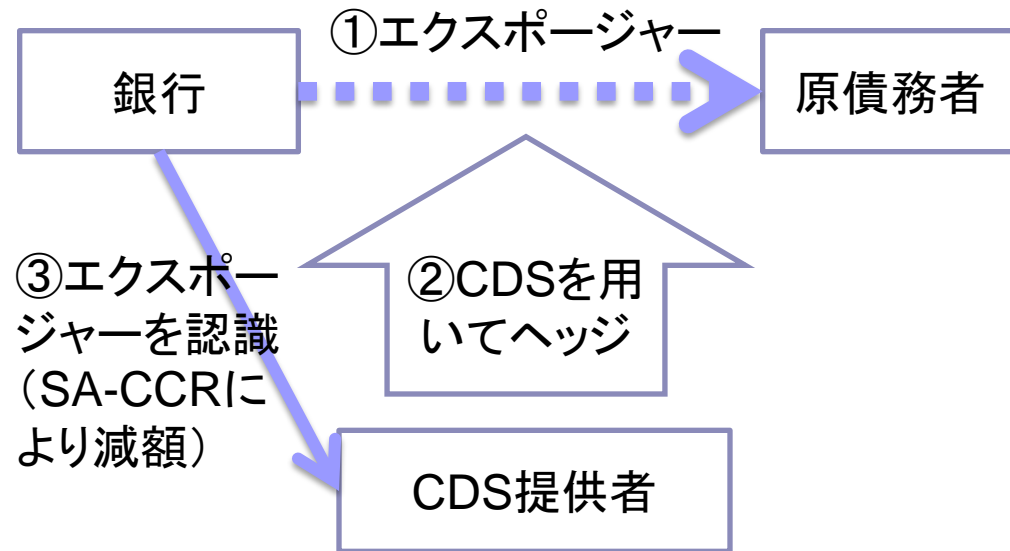 ①エクスポージャー
銀行
原債務者
③エクスポー
ジャーを認識
（SA-CCRに
より減額）
②CDSを用
いてヘッジ
CDS提供者